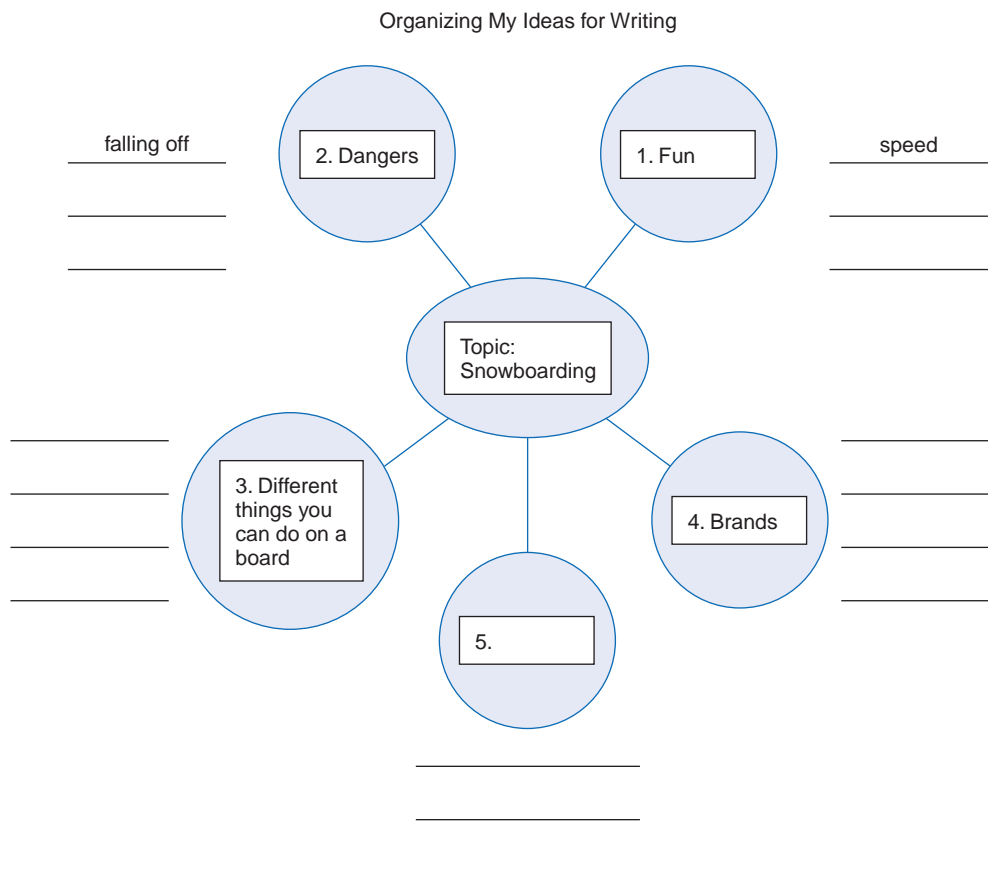 Organizing My Ideas for Writing
falling off
2. Dangers
1. Fun
speed
Topic:
Snowboarding
3. Different
things you
can do on a
board
4. Brands
5.